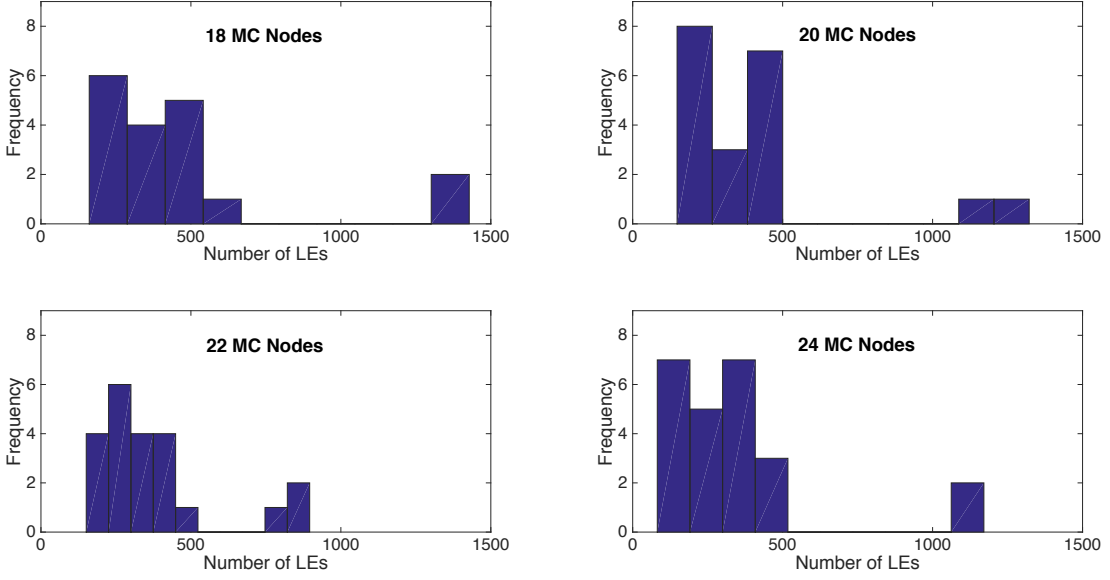 18 MC Nodes
Frequency
8
6
4
2
0
0 500 1000 1500
Number of LEs
20 MC Nodes
Frequency
8
6
4
2
0
0 500 1000 1500
Number of LEs
22 MC Nodes
Frequency
8
6
4
2
0
0 500 1000 1500
Number of LEs
24 MC Nodes
Frequency
8
6
4
2
0
0 500 1000 1500
Number of LEs